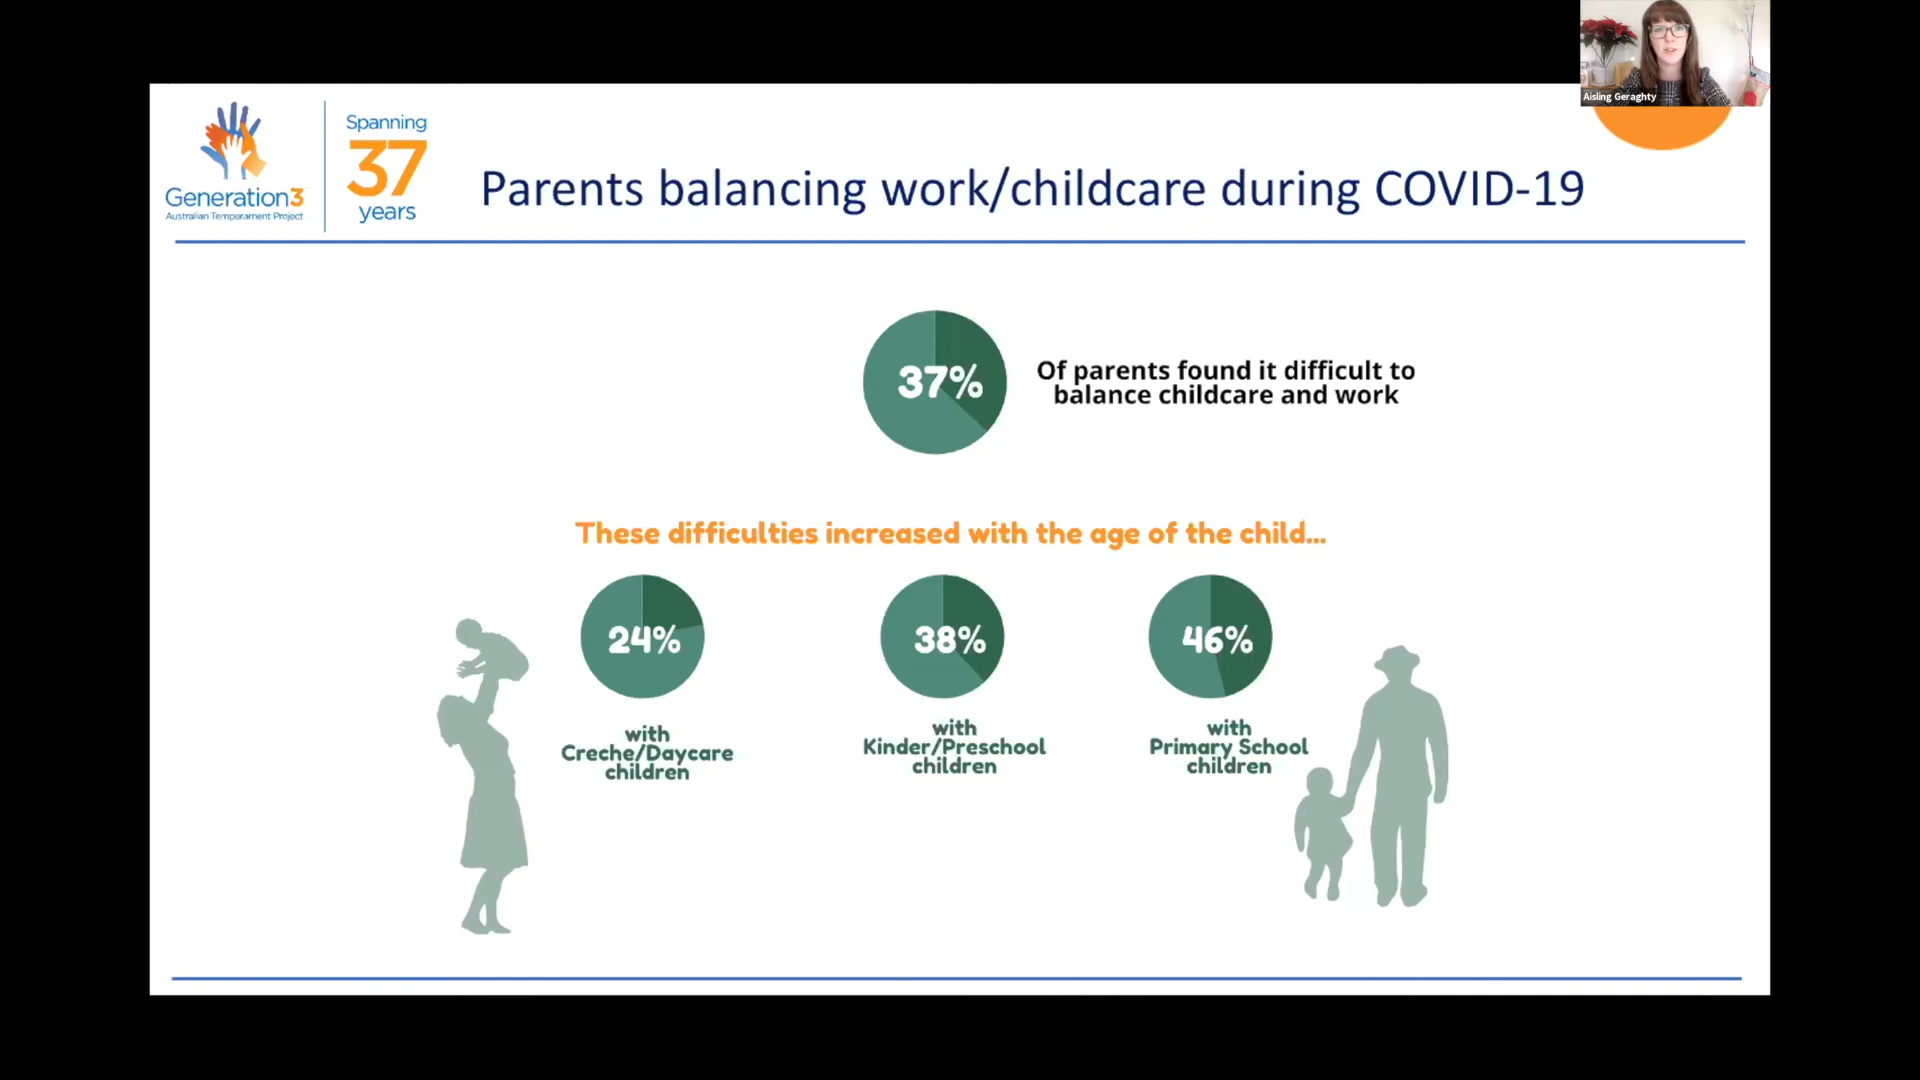 Aisling Geraghty
Generation3
Australian Temperament Project
Spanning
37
years
Parents balancing work/childcare during COVID-19
37%
Of parents found it difficult to
balance childcare and work
These difficulties increased with the age of the child...
24%
with
Creche/Daycare
children
38%
with
Kinder/Preschool
children
46%
with
Primary School
children